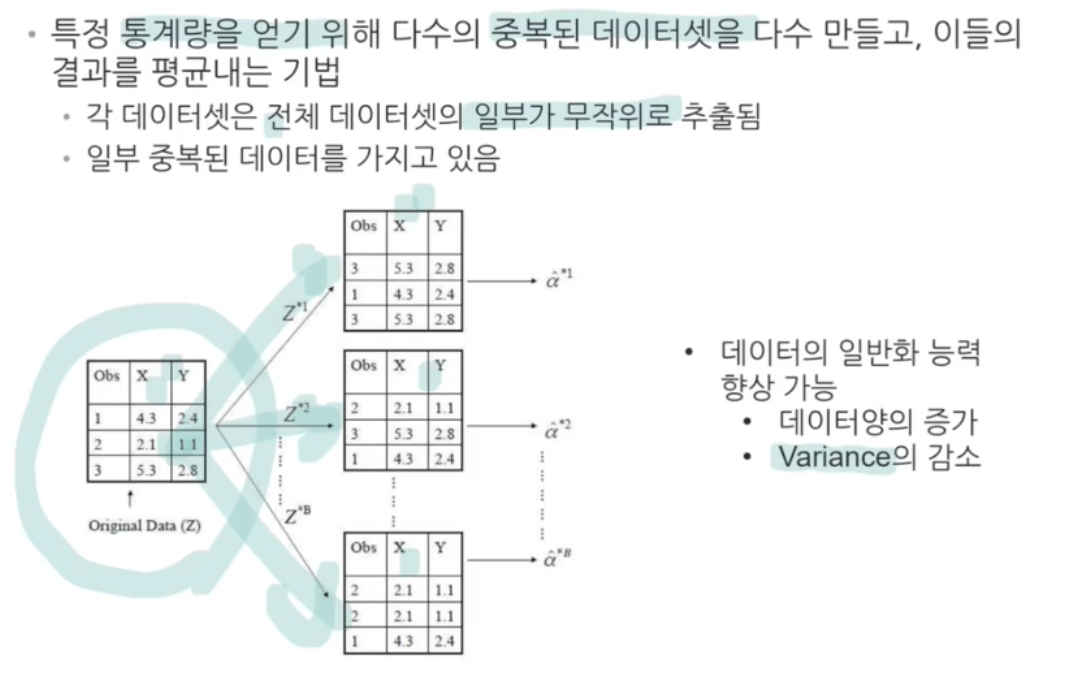 • 특정 통계량을 얻기 위해 다수의 중복된 데이터셋을 다수 만들고, 이들의
결과를 평균내는 기법
• 각 데이터셋은 전체 데이터셋의 일부가 무작위로 추출됨
• 일부 중복된 데이터를 가지고 있음
Obs X Y
3 5.3 2.8
1 4.3 2.4
3 5.3 2.8
Z*1
α̂*1
Obs X Y
1 4.3 2.4
2 2.1 1.1
3 5.3 2.8
Original Data (Z)
Obs X Y
2 2.1 1.1
3 5.3 2.8
1 4.3 2.4
Z*2
α̂*2
Z*B
Obs X Y
2 2.1 1.1
2 2.1 1.1
1 4.3 2.4
α̂*B
• 데이터의 일반화 능력
향상 가능
• 데이터양의 증가
• Variance의 감소